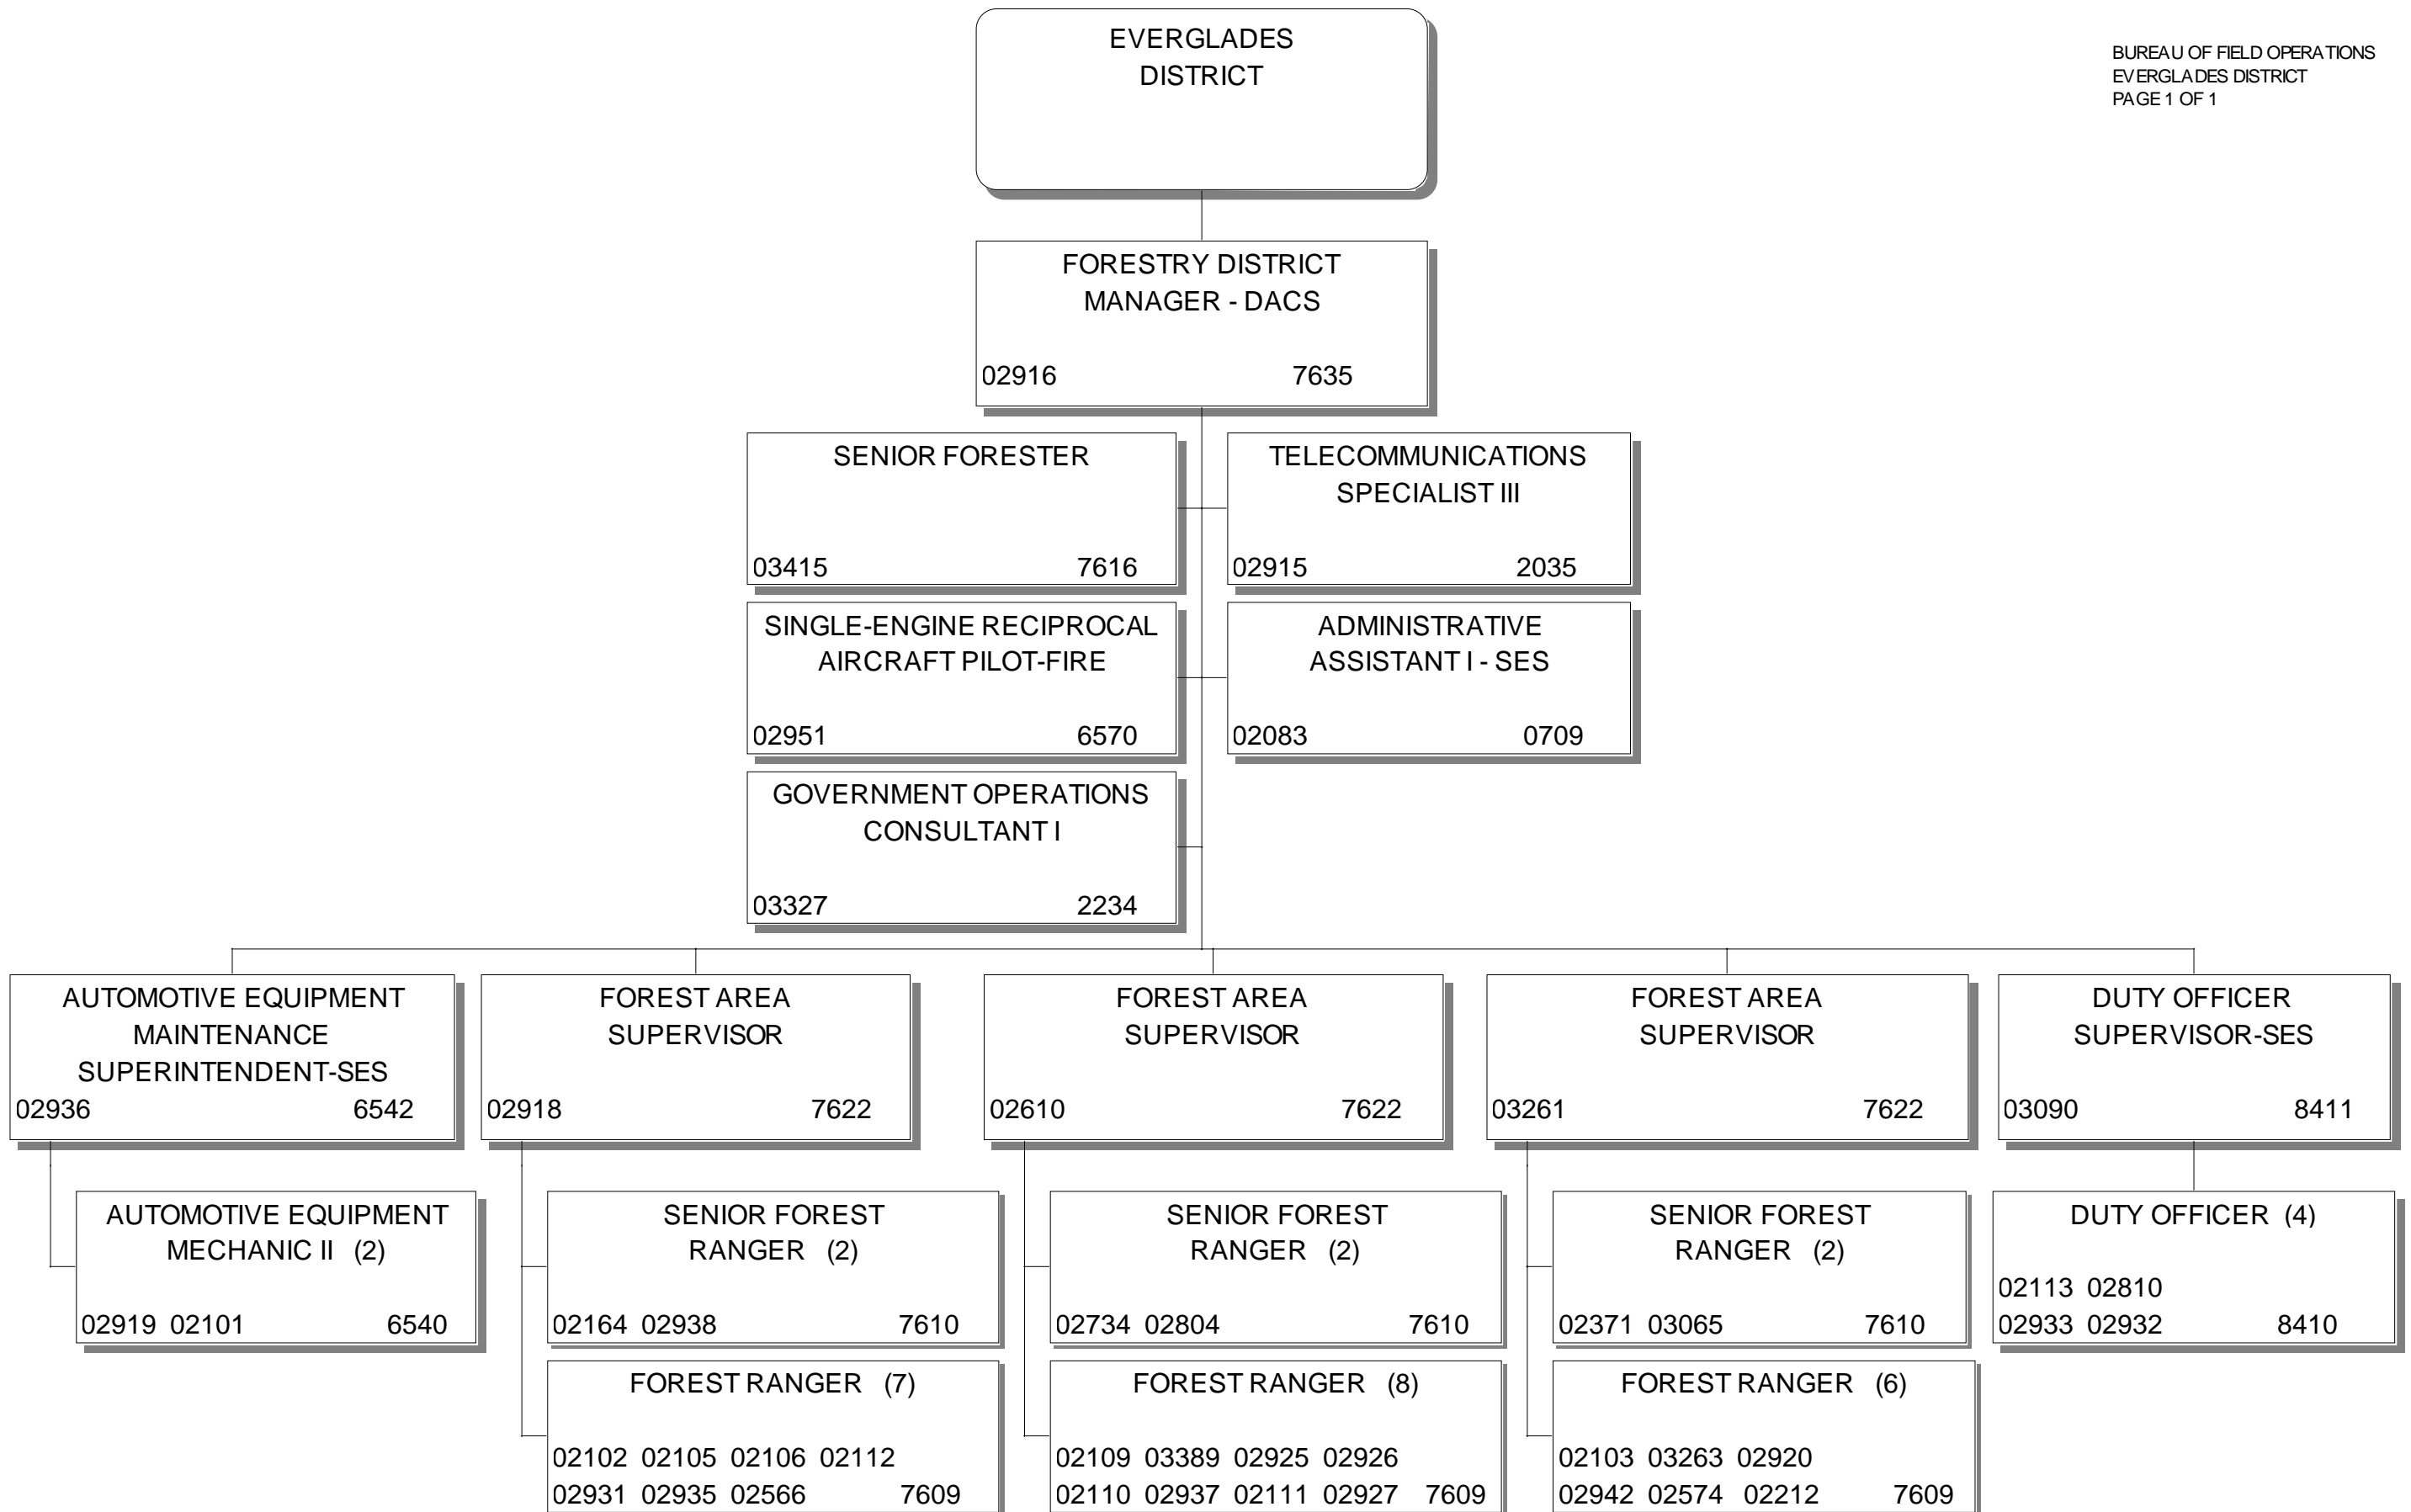 EVERGLADES
DISTRICT
BUREAU OF FIELD OPERATIONS
EVERGLADES DISTRICT
PAGE 1 OF 1
FORESTRY DISTRICT
MANAGER - DACS
02916 7635
SENIOR FORESTER
03415 7616
TELECOMMUNICATIONS
SPECIALIST III
02915 2035
SINGLE-ENGINE RECIPROCAL
AIRCRAFT PILOT-FIRE
02951 6570
ADMINISTRATIVE
ASSISTANT I - SES
02083 0709
GOVERNMENT OPERATIONS
CONSULTANT I
03327 2234
AUTOMOTIVE EQUIPMENT
MAINTENANCE
SUPERINTENDENT-SES
02936 6542
FOREST AREA
SUPERVISOR
02918 7622
FOREST AREA
SUPERVISOR
02610 7622
FOREST AREA
SUPERVISOR
03261 7622
DUTY OFFICER
SUPERVISOR-SES
03090 8411
AUTOMOTIVE EQUIPMENT
MECHANIC II (2)
02919 02101 6540
SENIOR FOREST
RANGER (2)
02164 02938 7610
SENIOR FOREST
RANGER (2)
02734 02804 7610
SENIOR FOREST
RANGER (2)
02371 03065 7610
DUTY OFFICER (4)
02113 02810
02933 02932 8410
FOREST RANGER (7)
02102 02105 02106 02112
02931 02935 02566 7609
FOREST RANGER (8)
02109 03389 02925 02926
02110 02937 02111 02927 7609
FOREST RANGER (6)
02103 03263 02920
02942 02574 02212 7609